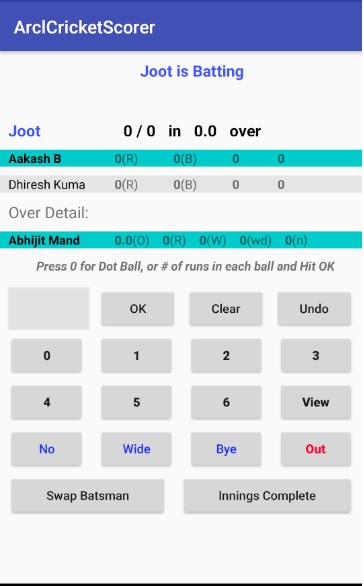 ArclCricketScorer
Joot is Batting
Joot 0 / 0 in 0.0 over
Aakash B 0(R) 0(B) 0 0
Dhiresh Kuma 0(R) 0(B) 0 0
Over Detail:
Abhijit Mand 0.0(O) 0(R) 0(W) 0(wd) 0(n)
Press 0 for Dot Ball, or # of runs in each ball and Hit OK
OK Clear Undo
0 1 2 3
4 5 6 View
No Wide Bye Out
Swap Batsman Innings Complete